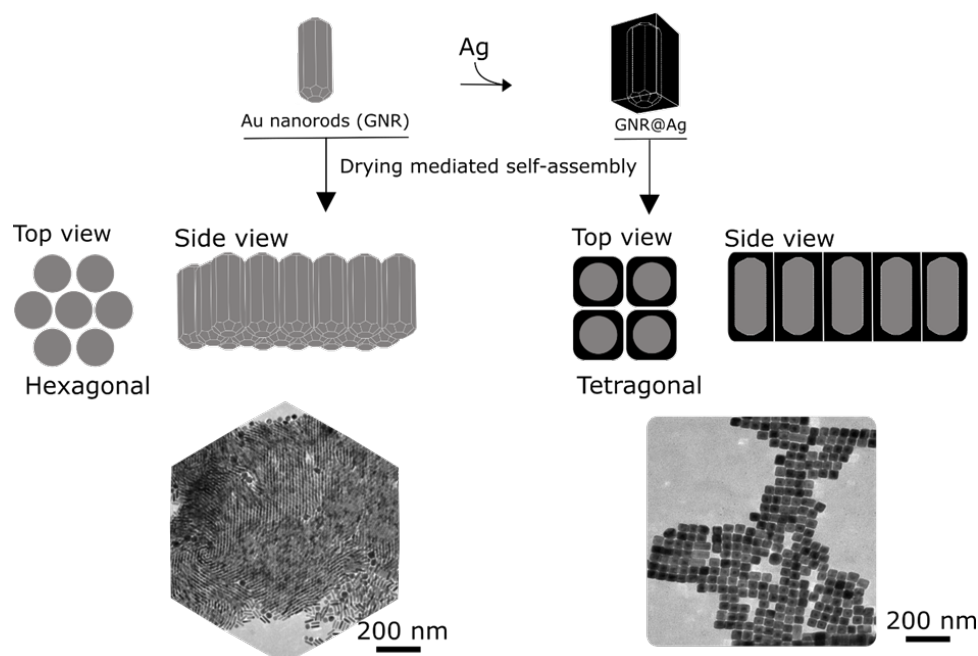 Ag
Au nanorods (GNR)
GNR@Ag
Drying mediated self-assembly
Top view
Side view
Hexagonal
Top view
Side view
Tetragonal
200 nm
200 nm